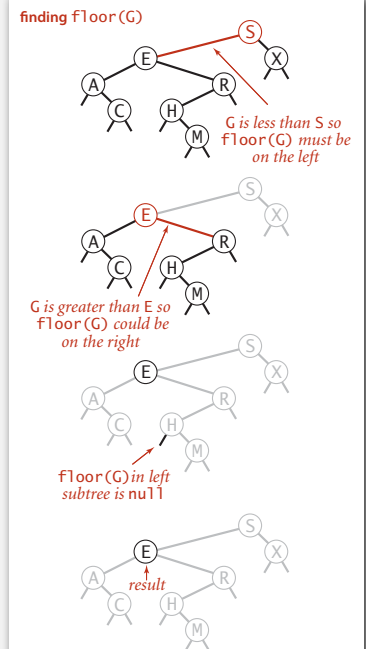 finding floor(G)
S
E
X
A
R
C
H
M
G is less than S so
floor(G) must be
on the left
S
E
X
A
R
C
H
M
G is greater than E so
floor(G) could be
on the right
S
E
X
A
R
C
H
M
floor(G)in left
subtree is null
S
E
X
A
R
result
C
H
M